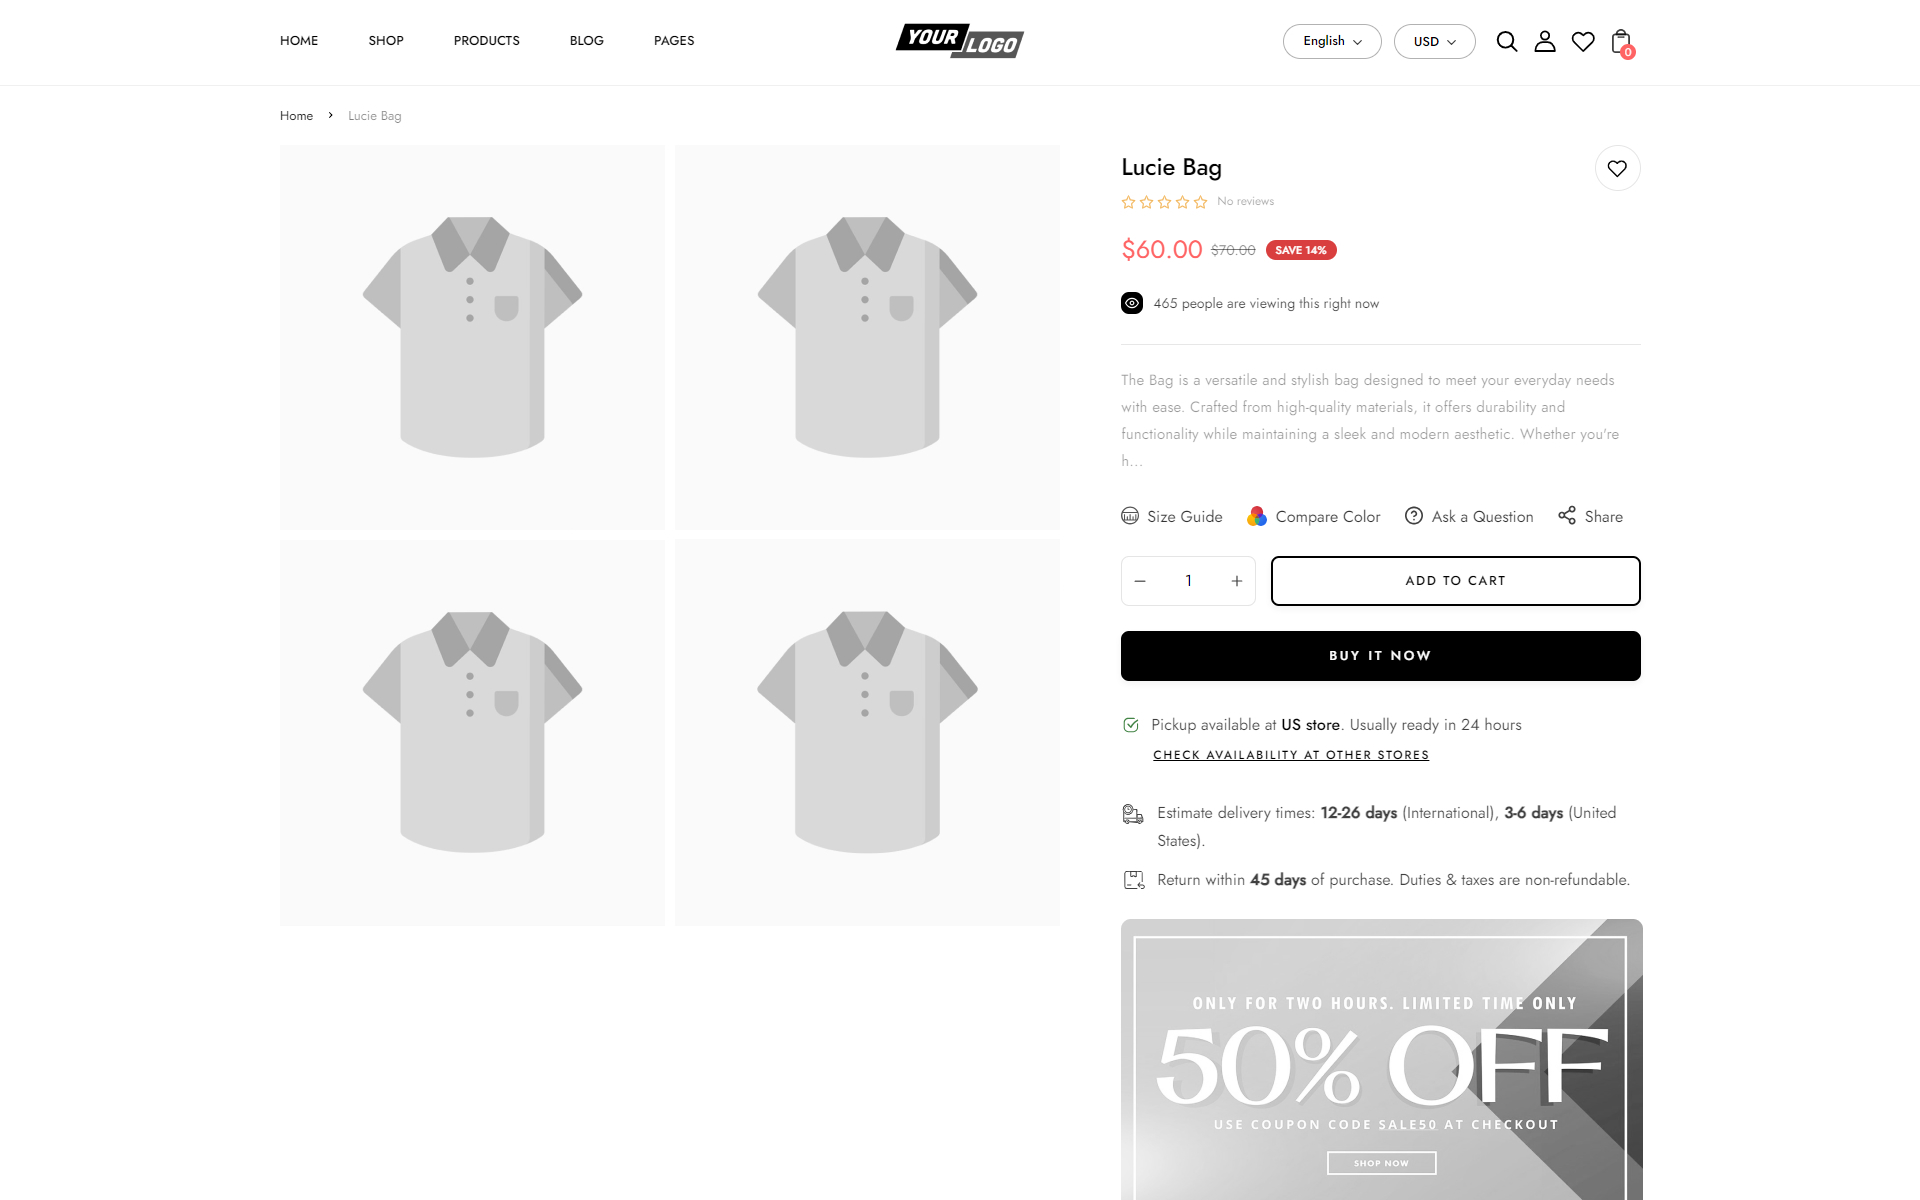 HOME SHOP PRODUCTS BLOG PAGES
YOUR LOGO
English USD 0
Home Lucie Bag
Lucie Bag
No reviews
$60.00 $70.00 SAVE 14%
465 people are viewing this right now
The Bag is a versatile and stylish bag designed to meet your everyday needs
with ease. Crafted from high-quality materials, it offers durability and
functionality while maintaining a sleek and modern aesthetic. Whether you're
h...
Size Guide Compare Color Ask a Question Share
1 ADD TO CART
BUY IT NOW
Pickup available at US store. Usually ready in 24 hours
CHECK AVAILABILITY AT OTHER STORES
Estimate delivery times: 12-26 days (International), 3-6 days (United
States).
Return within 45 days of purchase. Duties & taxes are non-refundable.
ONLY FOR TWO HOURS. LIMITED TIME ONLY
50% OFF
USE COUPON CODE SALE50 AT CHECKOUT
SHOP NOW